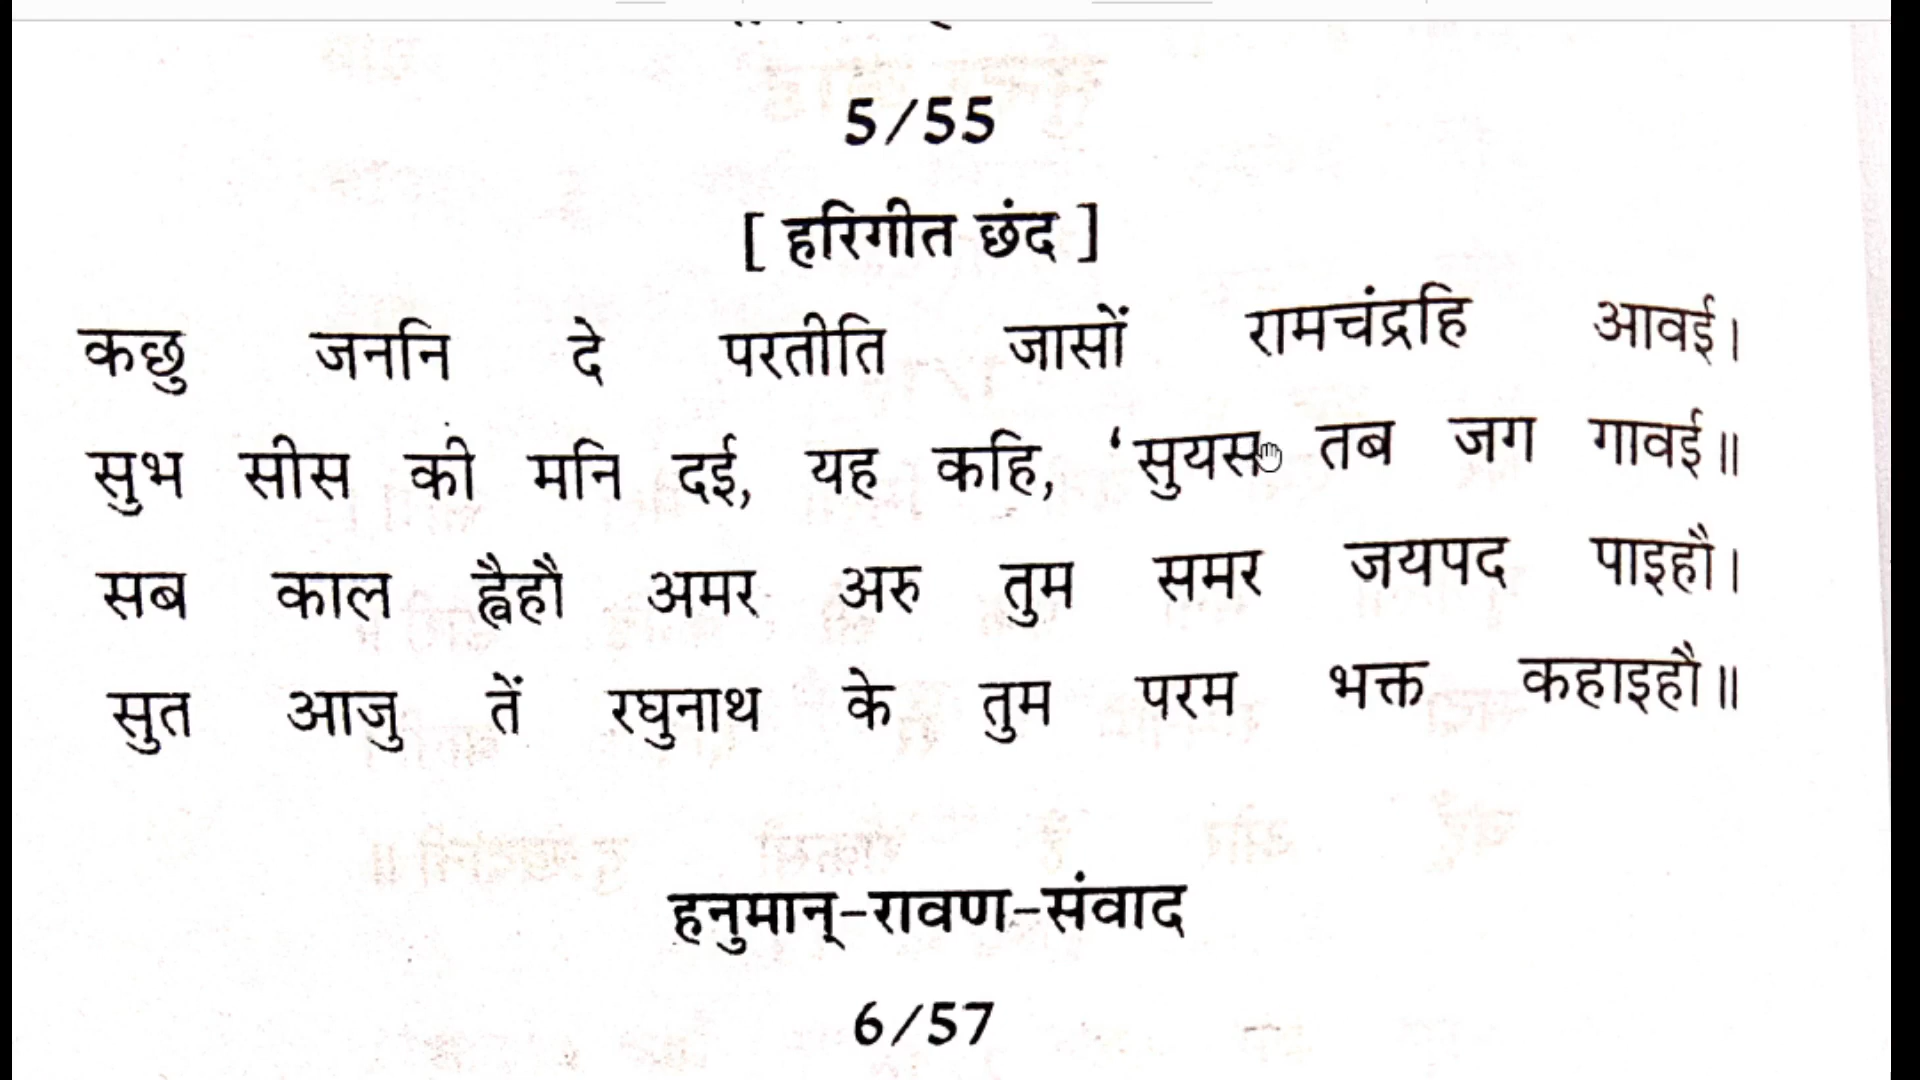 5/55
[ हरिगीत छंद ]
कछु जननि दे परतीति जासों रामचंद्रहि आवई।
सुभ सीस की मनि दई, यह कहि, ‘सुयस तब जग गावई॥
सब काल ह्वैहौ अमर अरु तुम समर जयपद पाइहौ।
सुत आजु तें रघुनाथ के तुम परम भक्त कहाइहौ॥
हनुमान्-रावण-संवाद
6/57